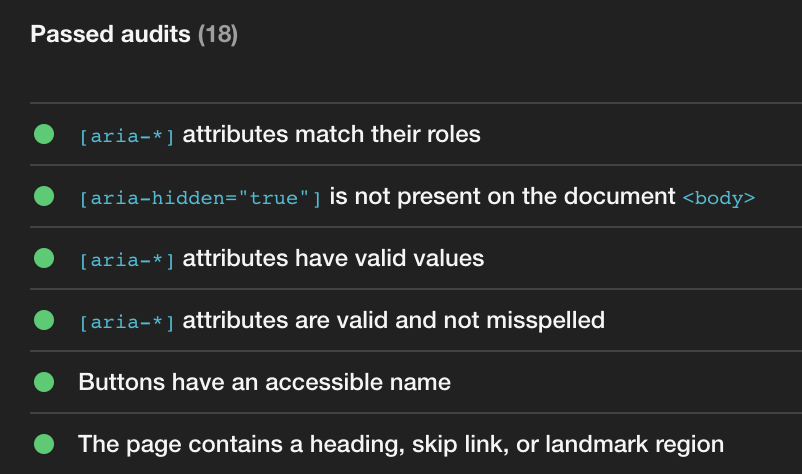 Passed audits (18)
[aria-*] attributes match their roles
[aria-hidden="true"] is not present on the document <body>
[aria-*] attributes have valid values
[aria-*] attributes are valid and not misspelled
Buttons have an accessible name
The page contains a heading, skip link, or landmark region